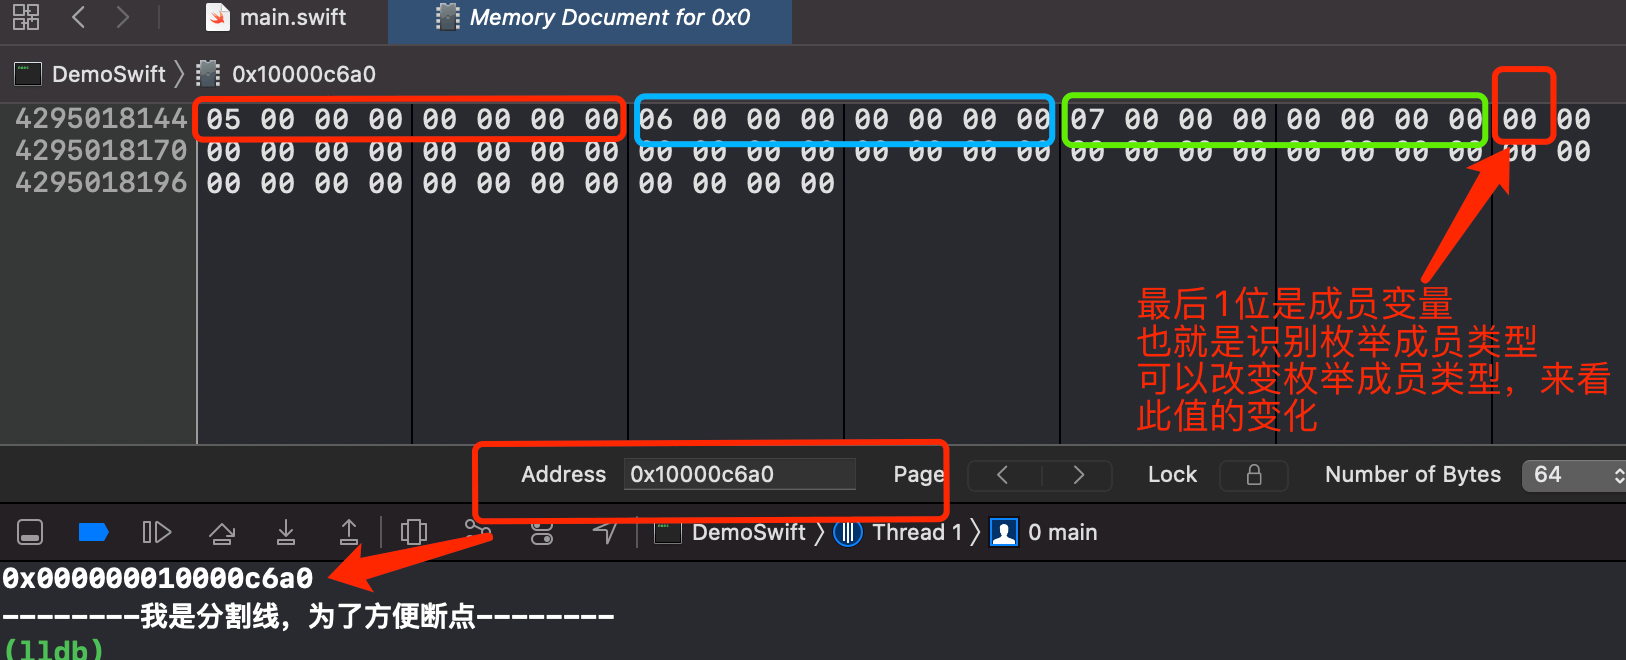 main.swift
Memory Document for 0x0
DemoSwift
0x10000c6a0
4295018144 05 00 00 00 00 00 00 00 06 00 00 00 00 00 00 00 07 00 00 00 00 00 00 00 00 00
4295018170 00 00 00 00 00 00 00 00 00 00 00 00 00 00 00 00 00 00 00 00 00 00 00 00 00 00
4295018196 00 00 00 00 00 00 00 00 00 00 00 00
最后1位是成员变量
也就是识别枚举成员类型
可以改变枚举成员类型，来看
此值的变化
Address 0x10000c6a0 Page Lock Number of Bytes 64
DemoSwift Thread 1 0 main
0x000000010000c6a0
--------我是分割线，为了方便断点--------
(lldb)